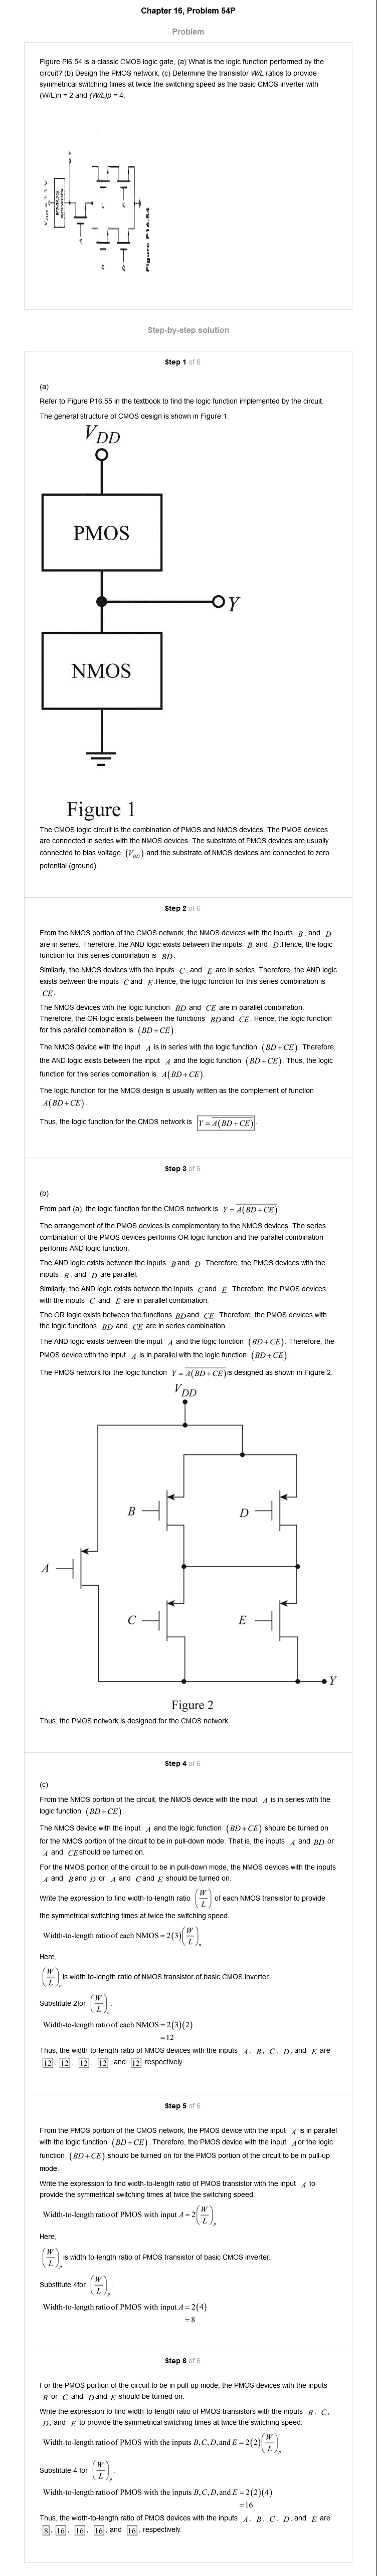 Chapter 16, Problem 54P
Problem
Figure Pl6.54 is a classic CMOS logic gate, (a) What is the logic function performed by the
circuit? (b) Design the PMOS network, (c) Determine the transistor W/L ratios to provide
symmetrical switching times at twice the switching speed as the basic CMOS inverter with
(W/L)n = 2 and (W/L)p = 4.
V_DD = 3.3 V
PMOS
network
Y
A
C
E
B
D
Figure P16.54
Step-by-step solution
Step 1 of 6
(a)
Refer to Figure P16.55 in the textbook to find the logic function implemented by the circuit.
The general structure of CMOS design is shown in Figure 1.
V_DD
PMOS
Y
NMOS
Figure 1
The CMOS logic circuit is the combination of PMOS and NMOS devices. The PMOS devices
are connected in series with the NMOS devices. The substrate of PMOS devices are usually
connected to bias voltage (V_DD) and the substrate of NMOS devices are connected to zero
potential (ground).
Step 2 of 6
From the NMOS portion of the CMOS network, the NMOS devices with the inputs B, and D
are in series. Therefore, the AND logic exists between the inputs B and D.Hence, the logic
function for this series combination is BD.
Similarly, the NMOS devices with the inputs C, and E are in series. Therefore, the AND logic
exists between the inputs C and E.Hence, the logic function for this series combination is
CE.
The NMOS devices with the logic function BD and CE are in parallel combination.
Therefore, the OR logic exists between the functions BD and CE. Hence, the logic function
for this parallel combination is (BD+CE).
The NMOS device with the input A is in series with the logic function (BD+CE). Therefore,
the AND logic exists between the input A and the logic function (BD+CE). Thus, the logic
function for this series combination is A(BD+CE).
The logic function for the NMOS design is usually written as the complement of function
A(BD+CE).
Thus, the logic function for the CMOS network is Y = \overline{A(BD+CE)}.
Step 3 of 6
(b)
From part (a), the logic function for the CMOS network is Y = \overline{A(BD+CE)}.
The arrangement of the PMOS devices is complementary to the NMOS devices. The series
combination of the PMOS devices performs OR logic function and the parallel combination
performs AND logic function.
The AND logic exists between the inputs B and D. Therefore, the PMOS devices with the
inputs B, and D are parallel.
Similarly, the AND logic exists between the inputs C and E. Therefore, the PMOS devices
with the inputs C and E are in parallel combination.
The OR logic exists between the functions BD and CE. Therefore, the PMOS devices with
the logic functions BD and CE are in series combination.
The AND logic exists between the input A and the logic function (BD+CE). Therefore, the
PMOS device with the input A is in parallel with the logic function (BD+CE).
The PMOS network for the logic function Y = \overline{A(BD+CE)} is designed as shown in Figure 2.
V_DD
B
D
A
C
E
Y
Figure 2
Thus, the PMOS network is designed for the CMOS network.
Step 4 of 6
(c)
From the NMOS portion of the circuit, the NMOS device with the input A is in series with the
logic function (BD+CE).
The NMOS device with the input A and the logic function (BD+CE) should be turned on
for the NMOS portion of the circuit to be in pull-down mode. That is, the inputs A and BD or
A and CE should be turned on.
For the NMOS portion of the circuit to be in pull-down mode, the NMOS devices with the inputs
A and B and D or A and C and E should be turned on.
Write the expression to find width-to-length ratio (W/L) of each NMOS transistor to provide
the symmetrical switching times at twice the switching speed.
Width-to-length ratio of each NMOS = 2(3)(W/L)_n
Here,
(W/L)_n is width to-length ratio of NMOS transistor of basic CMOS inverter.
Substitute 2for (W/L)_n.
Width-to-length ratio of each NMOS = 2(3)(2)
= 12
Thus, the width-to-length ratio of NMOS devices with the inputs A, B, C, D, and E are
12, 12, 12, 12, and 12 respectively.
Step 5 of 6
From the PMOS portion of the CMOS network, the PMOS device with the input A is in parallel
with the logic function (BD+CE). Therefore, the PMOS device with the input A or the logic
function (BD+CE) should be turned on for the PMOS portion of the circuit to be in pull-up
mode.
Write the expression to find width-to-length ratio of PMOS transistor with the input A to
provide the symmetrical switching times at twice the switching speed.
Width-to-length ratio of PMOS with input A = 2(W/L)_p
Here,
(W/L)_p is width to-length ratio of PMOS transistor of basic CMOS inverter.
Substitute 4for (W/L)_p.
Width-to-length ratio of PMOS with input A = 2(4)
= 8
Step 6 of 6
For the PMOS portion of the circuit to be in pull-up mode, the PMOS devices with the inputs
B or C and D and E should be turned on.
Write the expression to find width-to-length ratio of PMOS transistors with the inputs B, C,
D, and E to provide the symmetrical switching times at twice the switching speed.
Width-to-length ratio of PMOS with the inputs B,C,D,and E = 2(2)(W/L)_p
Substitute 4 for (W/L)_p.
Width-to-length ratio of PMOS with the inputs B,C,D,and E = 2(2)(4)
= 16
Thus, the width-to-length ratio of PMOS devices with the inputs A, B, C, D, and E are
8, 16, 16, 16, and 16, respectively.